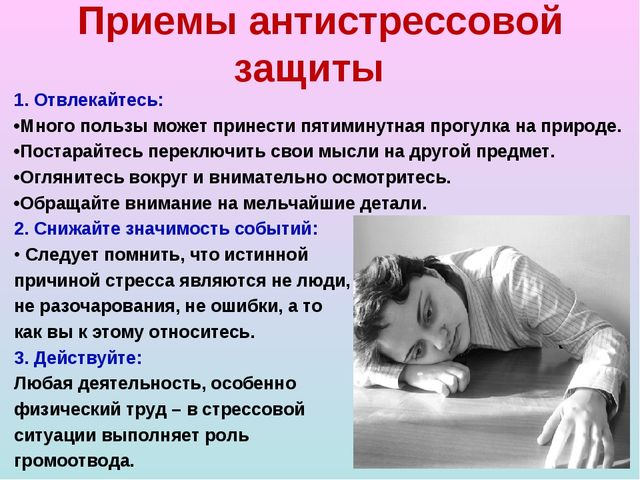 Приемы антистрессовой
защиты
1. Отвлекайтесь:
•Много пользы может принести пятиминутная прогулка на природе.
•Постарайтесь переключить свои мысли на другой предмет.
•Оглянитесь вокруг и внимательно осмотритесь.
•Обращайте внимание на мельчайшие детали.
2. Снижайте значимость событий:
• Следует помнить, что истинной
причиной стресса являются не люди,
не разочарования, не ошибки, а то
как вы к этому относитесь.
3. Действуйте:
Любая деятельность, особенно
физический труд – в стрессовой
ситуации выполняет роль
громоотвода.